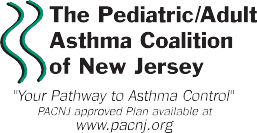 The Pediatric/Adult
Asthma Coalition
of New Jersey
"Your Pathway to Asthma Control"
PACNJ approved Plan available at
www.pacnj.org